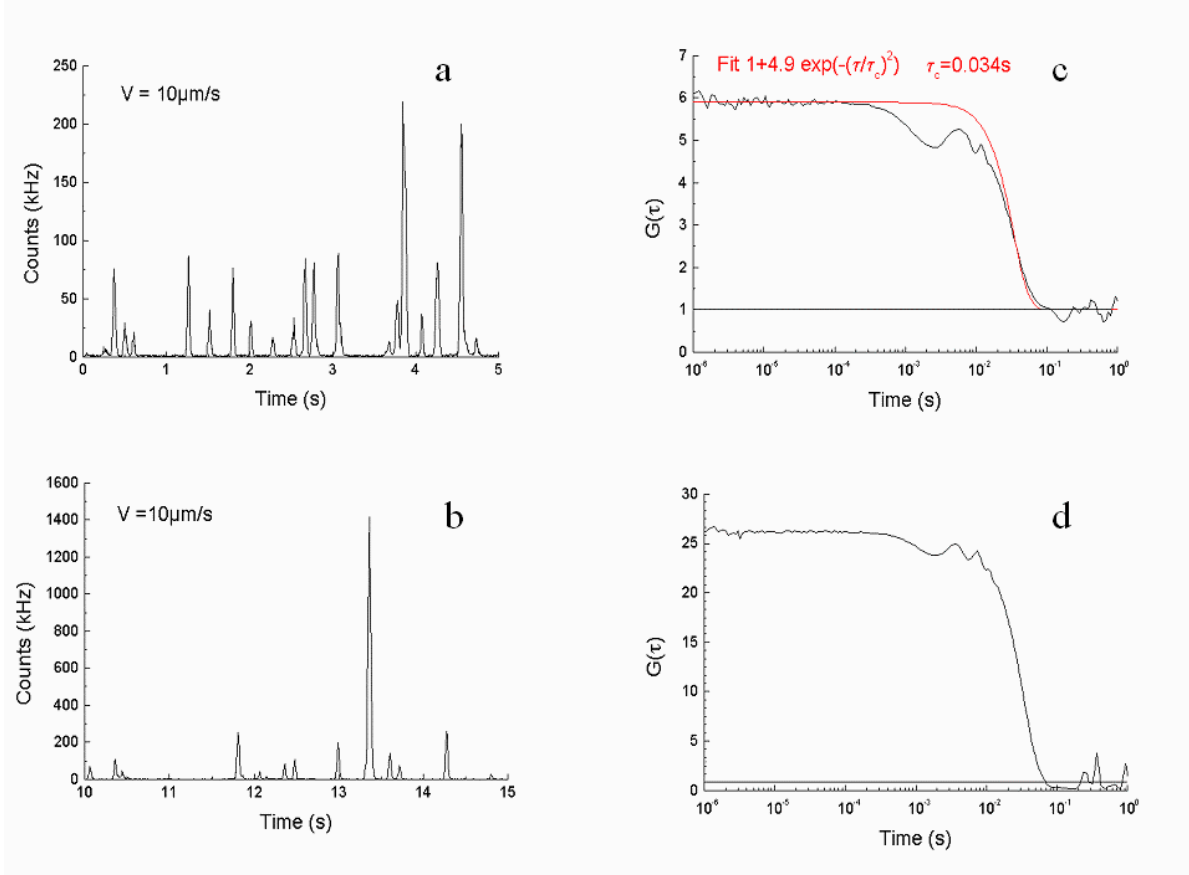 a
V = 10μm/s
250
200
150
100
50
0
Counts (kHz)
0 1 2 3 4 5
Time (s)
c
Fit 1+4.9 exp(-(τ/τc)²) τc=0.034s
7
6
5
4
3
2
1
0
G(τ)
10⁻⁶ 10⁻⁵ 10⁻⁴ 10⁻³ 10⁻² 10⁻¹ 10⁰
Time (s)
b
V =10μm/s
1600
1400
1200
1000
800
600
400
200
0
Counts (kHz)
10 11 12 13 14 15
Time (s)
d
30
25
20
15
10
5
0
G(τ)
10⁻⁶ 10⁻⁵ 10⁻⁴ 10⁻³ 10⁻² 10⁻¹ 10⁰
Time (s)